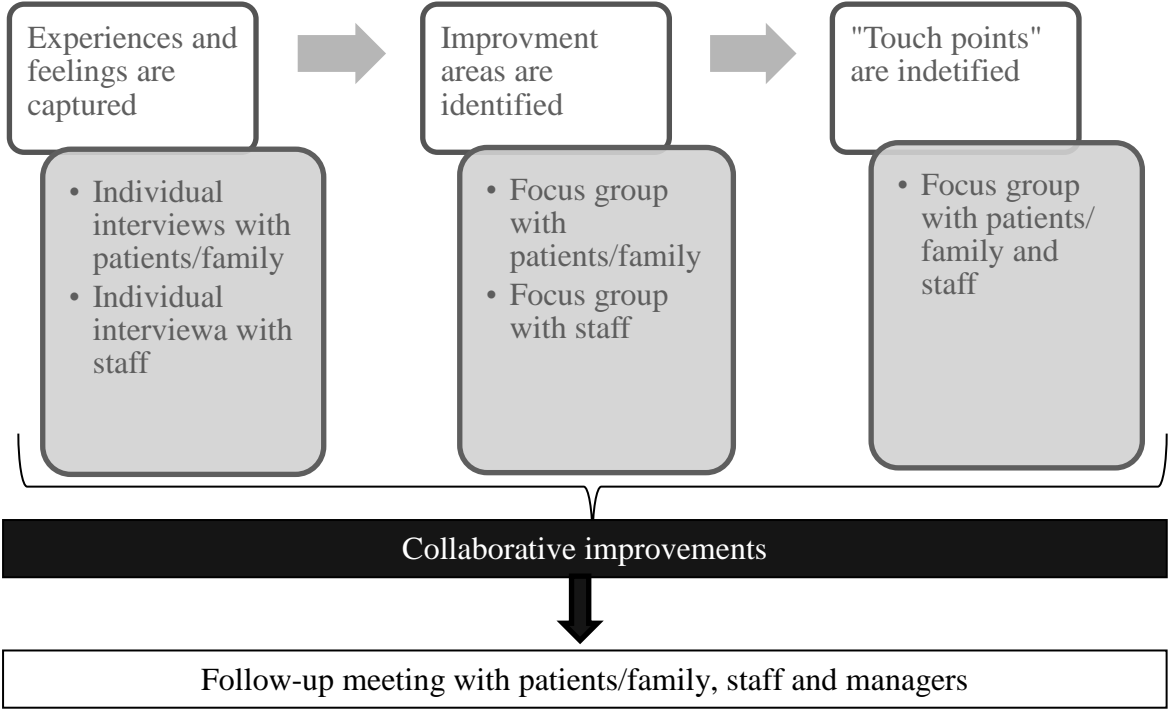 Experiences and
feelings are
captured
• Individual
interviews with
patients/family
• Individual
interviewa with
staff
Improvment
areas are
identified
• Focus group
with
patients/family
• Focus group
with staff
"Touch points"
are indetified
• Focus group
with patients/
family and
staff
Collaborative improvements
Follow-up meeting with patients/family, staff and managers